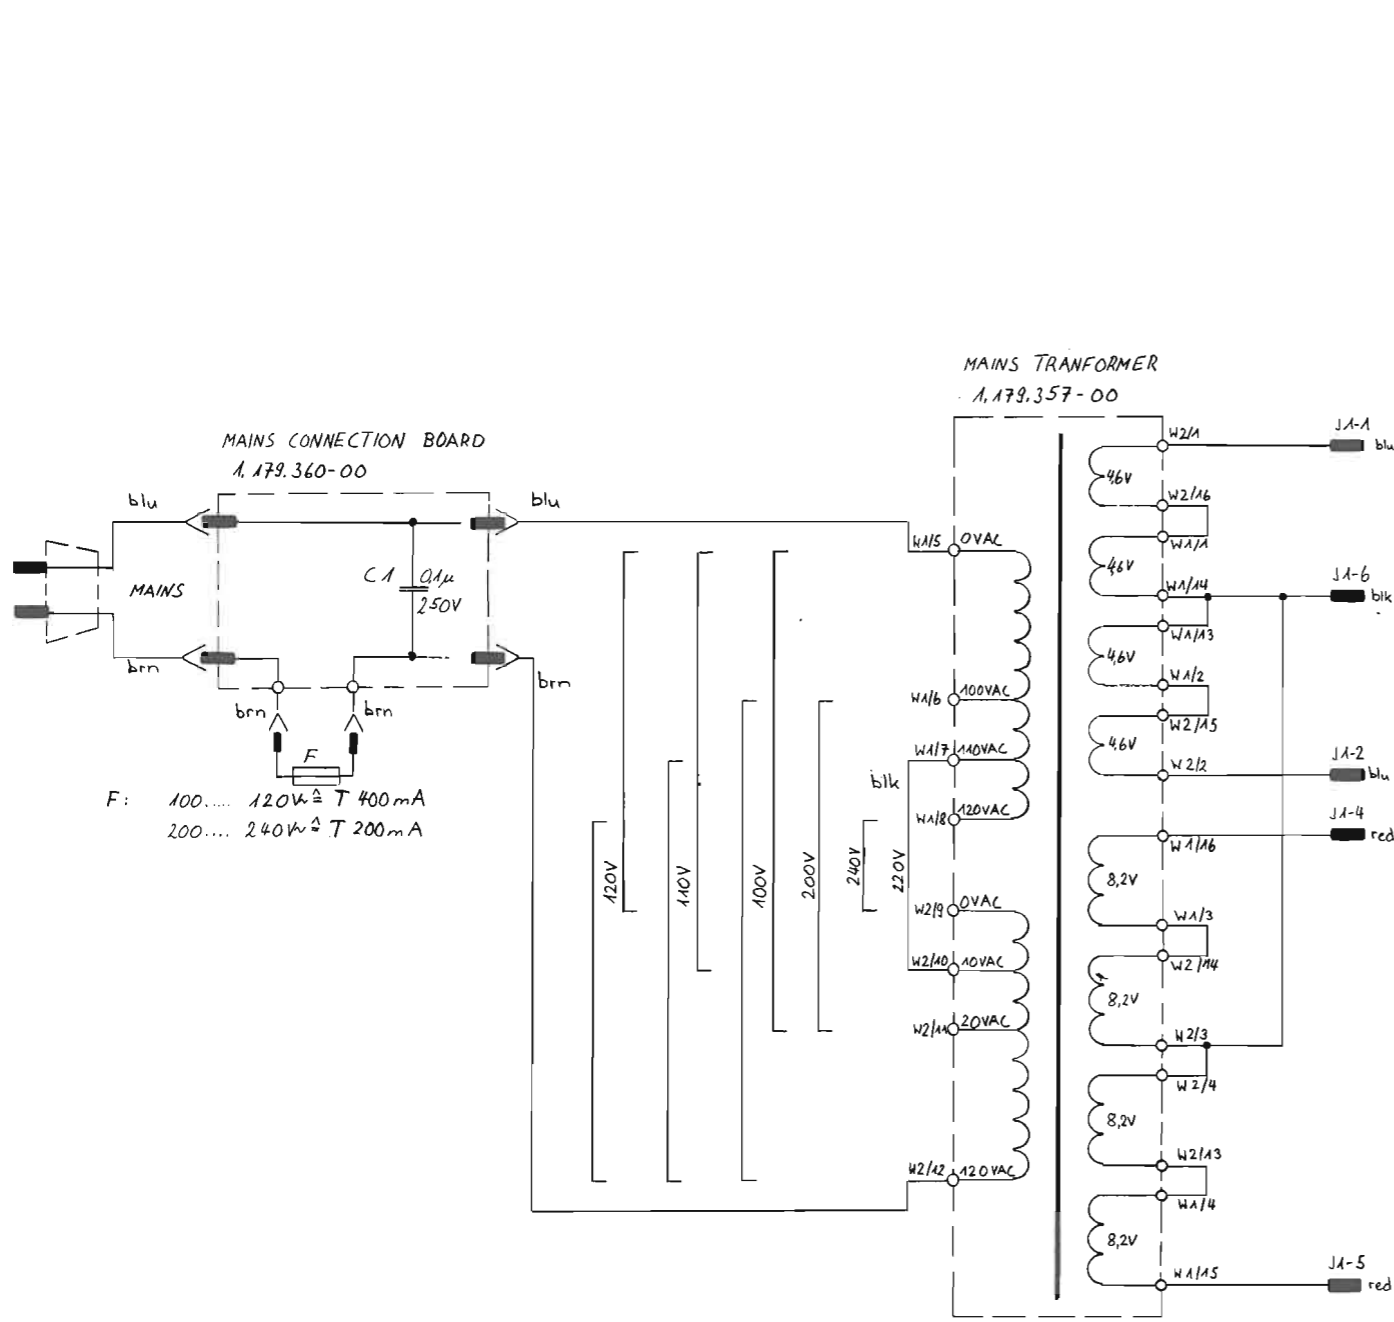 MAINS TRANFORMER
1.179.357-00
MAINS CONNECTION BOARD
1.179.360-00
blu
blu
MAINS
C1 0,1µ
250V
brn
brn
brn
brn
F
F: 100..... 120V~≙ T 400mA
200.... 240V~≙ T 200mA
120V
110V
100V
200V
240V
220V
blk
W1/5 0VAC
W1/6 100VAC
W1/7 110VAC
W1/8 120VAC
W2/9 0VAC
W2/10 10VAC
W2/11 20VAC
W2/12 120VAC
W2/1
4,6V
W2/16
W1/1
4,6V
W1/14
W1/13
4,6V
W1/2
W2/15
4,6V
W2/2
W1/16
8,2V
W1/3
W2/14
8,2V
W2/3
W2/4
8,2V
W2/13
W1/4
8,2V
W1/15
J1-1
blu
J1-6
blk
J1-2
blu
J1-4
red
J1-5
red